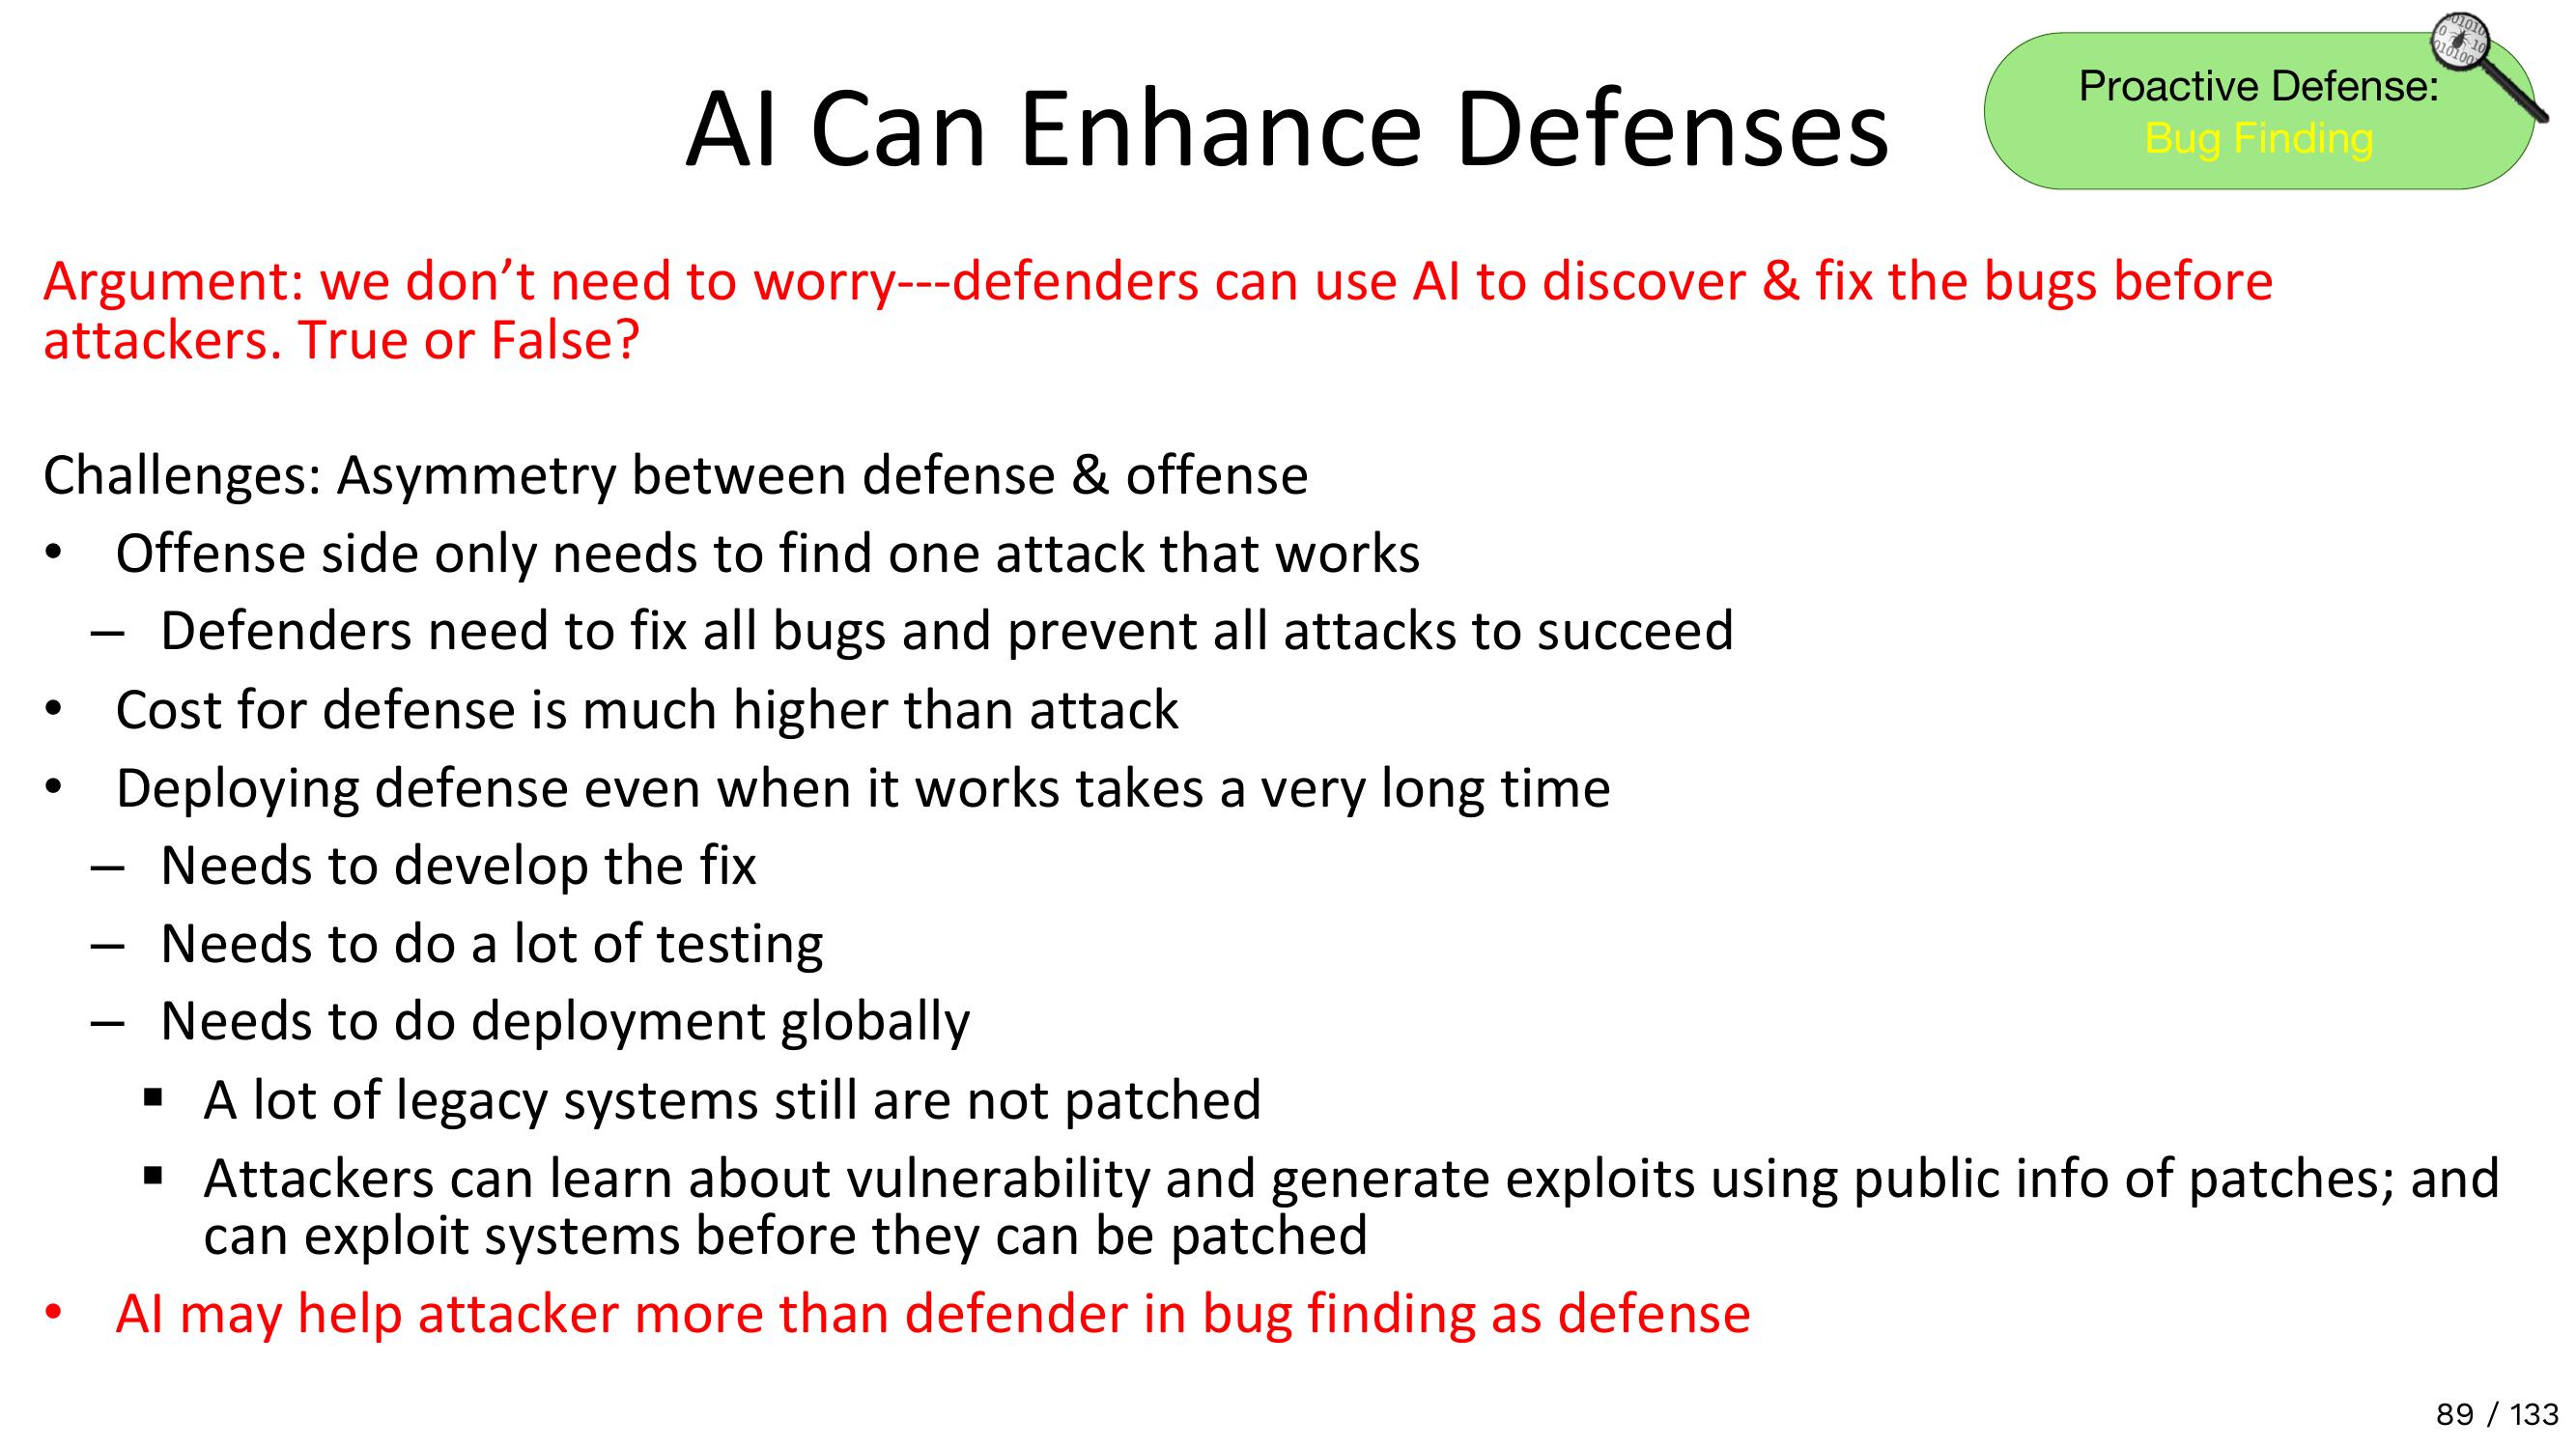 AI Can Enhance Defenses
Proactive Defense:
Bug Finding
Argument: we don’t need to worry---defenders can use AI to discover & fix the bugs before
attackers. True or False?
Challenges: Asymmetry between defense & offense
• Offense side only needs to find one attack that works
– Defenders need to fix all bugs and prevent all attacks to succeed
• Cost for defense is much higher than attack
• Deploying defense even when it works takes a very long time
– Needs to develop the fix
– Needs to do a lot of testing
– Needs to do deployment globally
▪ A lot of legacy systems still are not patched
▪ Attackers can learn about vulnerability and generate exploits using public info of patches; and
can exploit systems before they can be patched
• AI may help attacker more than defender in bug finding as defense
89 / 133